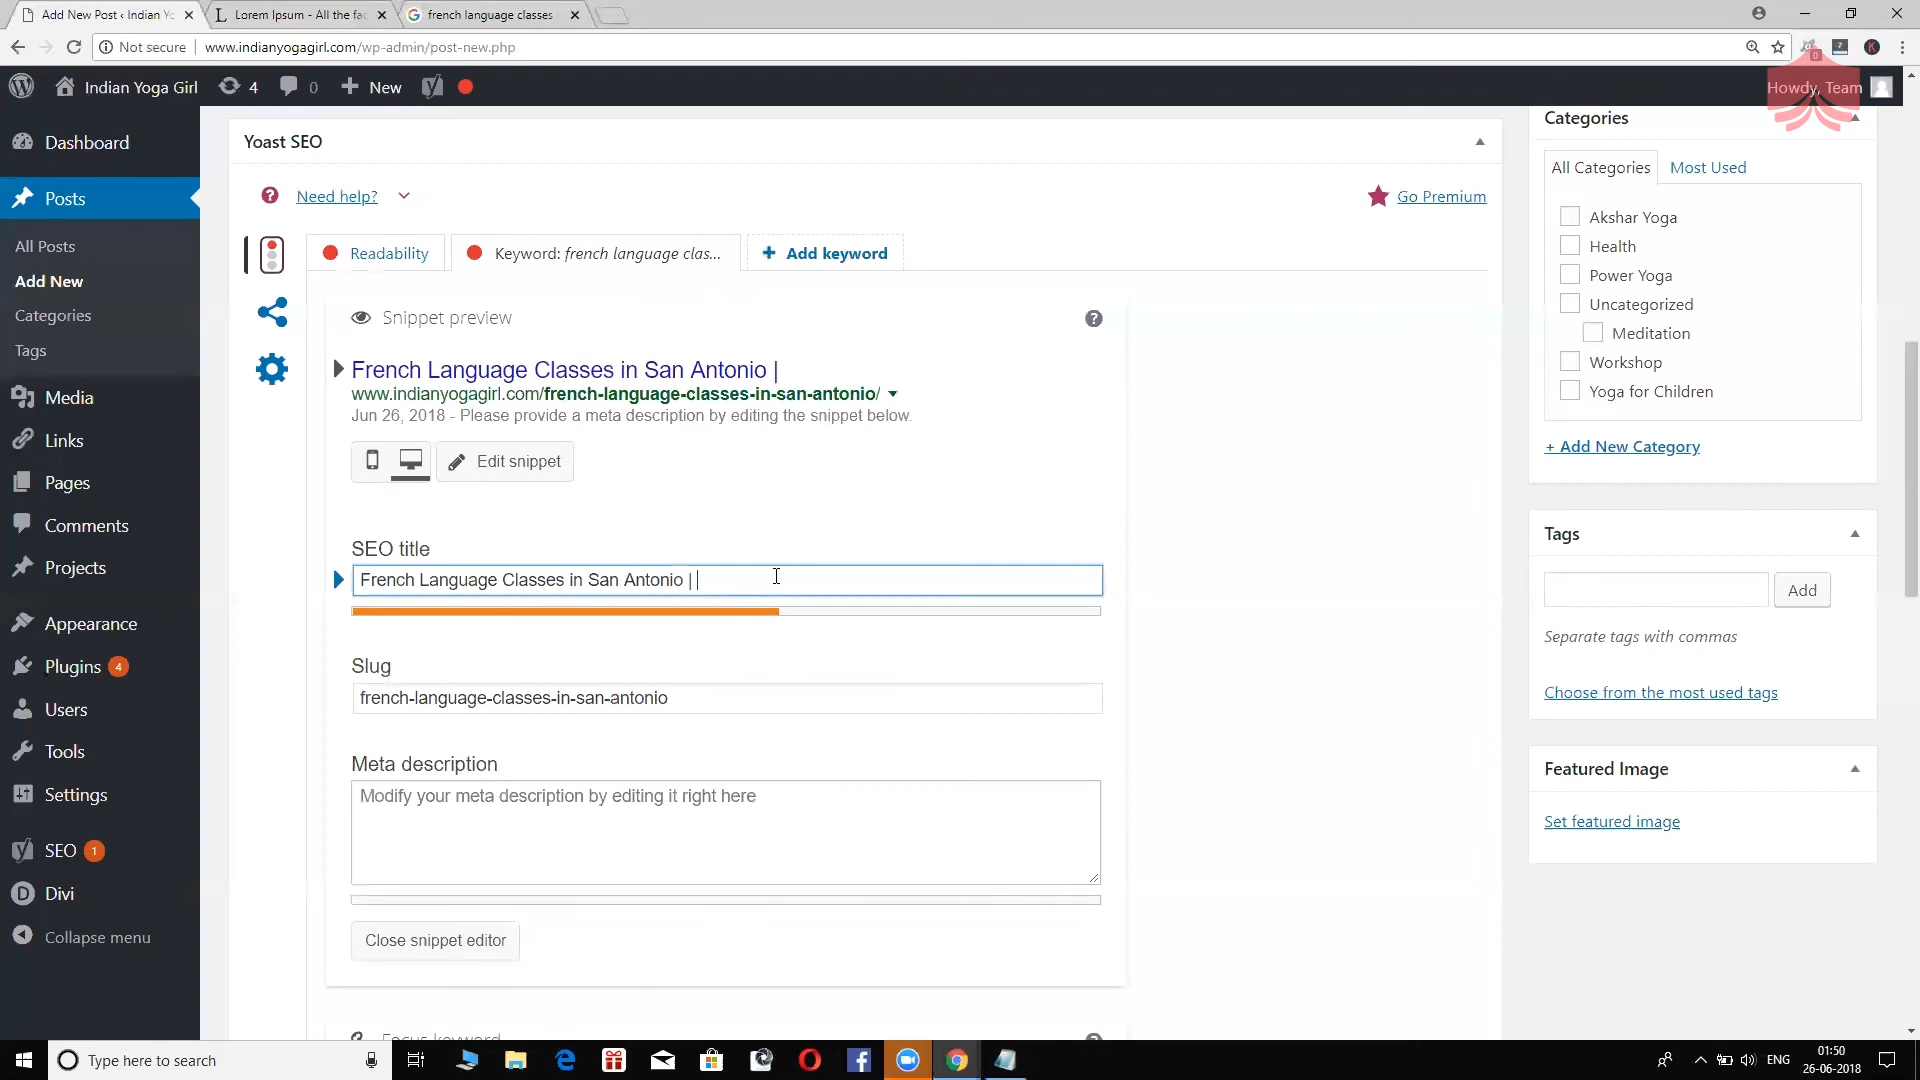 Add New Post ‹ Indian Yo
Lorem Ipsum - All the fac
french language classes
Not secure
www.indianyogagirl.com/wp-admin/post-new.php
0
Indian Yoga Girl
4
0
New
Howdy, Team
Dashboard
Posts
All Posts
Add New
Categories
Tags
Media
Links
Pages
Comments
Projects
Appearance
Plugins 4
Users
Tools
Settings
SEO 1
Divi
Collapse menu
Yoast SEO
Need help?
Go Premium
Readability
Keyword: french language clas...
Add keyword
Snippet preview
French Language Classes in San Antonio |
www.indianyogagirl.com/french-language-classes-in-san-antonio/
Jun 26, 2018 - Please provide a meta description by editing the snippet below.
Edit snippet
SEO title
French Language Classes in San Antonio |
Slug
french-language-classes-in-san-antonio
Meta description
Modify your meta description by editing it right here
Close snippet editor
Focus keyword
Categories
All Categories
Most Used
Akshar Yoga
Health
Power Yoga
Uncategorized
Meditation
Workshop
Yoga for Children
+ Add New Category
Tags
Add
Separate tags with commas
Choose from the most used tags
Featured Image
Set featured image
Type here to search
ENG
01:50
26-06-2018